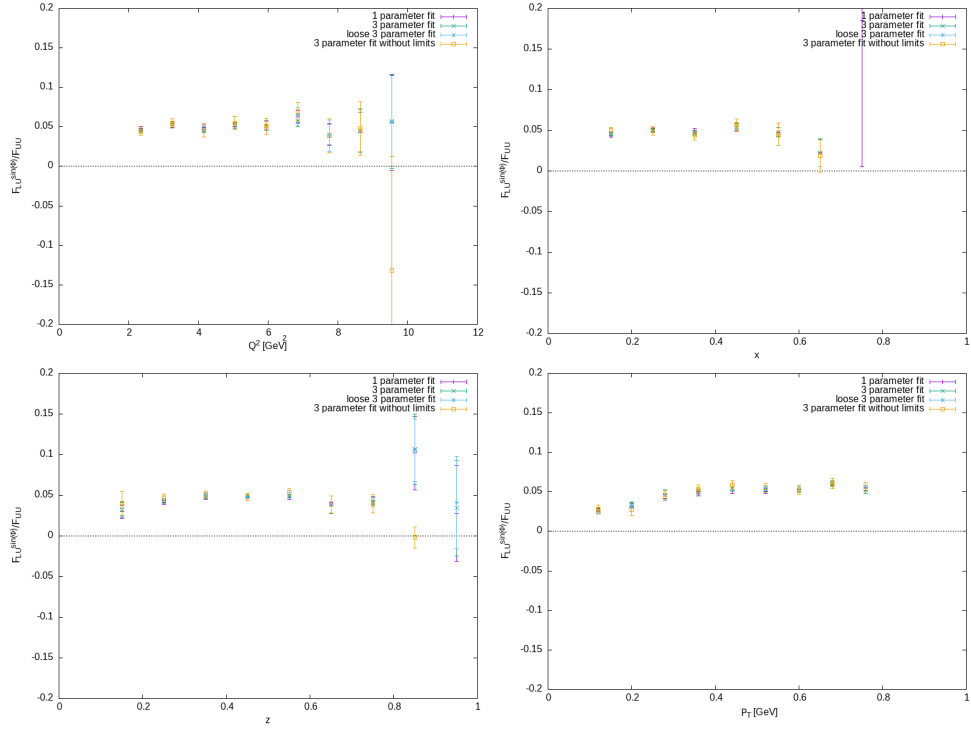 0.2
0.15
0.1
0.05
0
-0.05
-0.1
-0.15
-0.2
0 2 4 6 8 10 12
F_LU^sin(Φ)/F_UU
Q² [GeV²]
1 parameter fit
3 parameter fit
loose 3 parameter fit
3 parameter fit without limits
0.2
0.15
0.1
0.05
0
-0.05
-0.1
-0.15
-0.2
0 0.2 0.4 0.6 0.8 1
F_LU^sin(Φ)/F_UU
x
1 parameter fit
3 parameter fit
loose 3 parameter fit
3 parameter fit without limits
0.2
0.15
0.1
0.05
0
-0.05
-0.1
-0.15
-0.2
0 0.2 0.4 0.6 0.8 1
F_LU^sin(Φ)/F_UU
z
1 parameter fit
3 parameter fit
loose 3 parameter fit
3 parameter fit without limits
0.2
0.15
0.1
0.05
0
-0.05
-0.1
-0.15
-0.2
0 0.2 0.4 0.6 0.8 1
F_LU^sin(Φ)/F_UU
p_T [GeV]
1 parameter fit
3 parameter fit
loose 3 parameter fit
3 parameter fit without limits